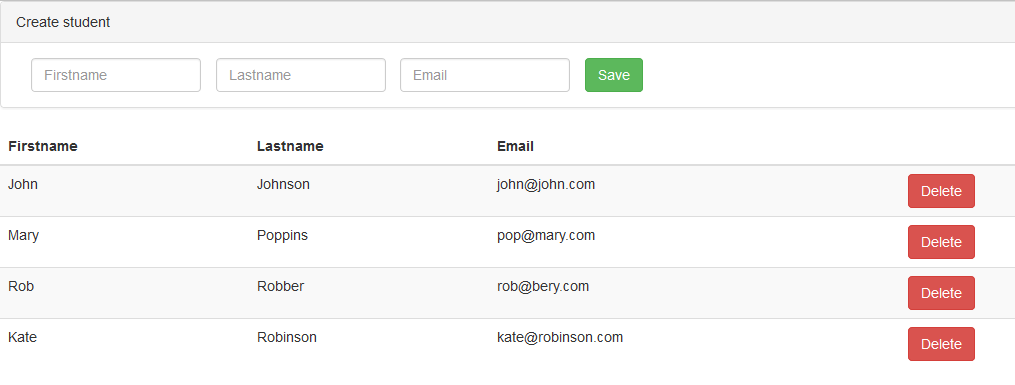 Create student
Firstname Lastname Email Save
Firstname Lastname Email
John Johnson john@john.com Delete
Mary Poppins pop@mary.com Delete
Rob Robber rob@bery.com Delete
Kate Robinson kate@robinson.com Delete